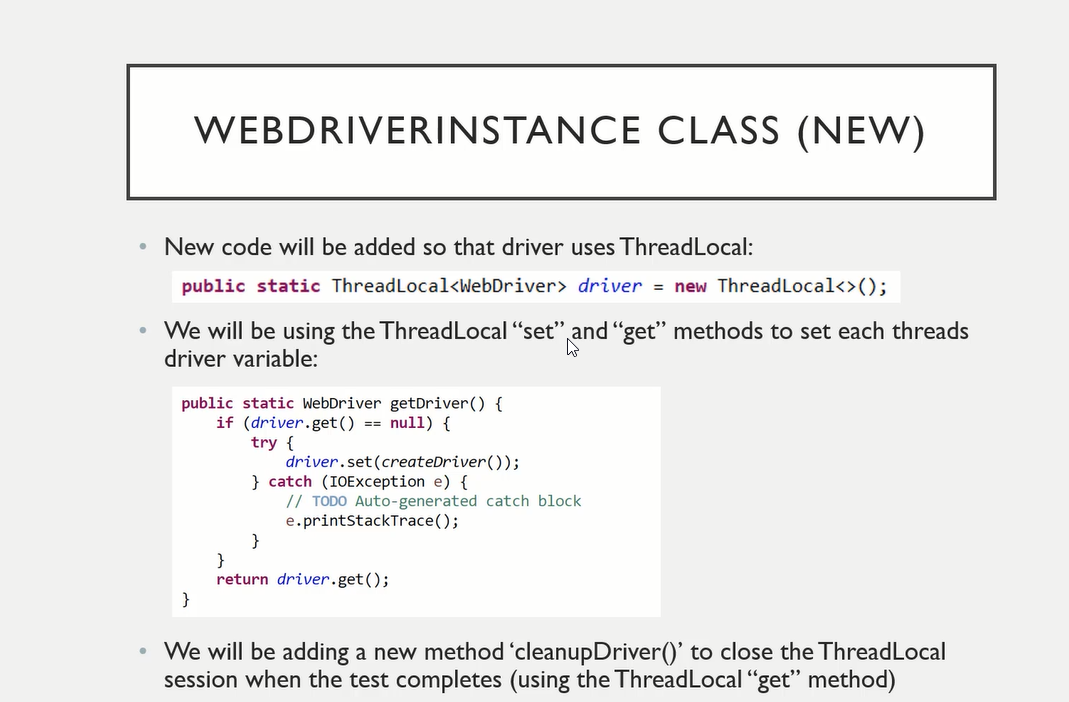 WEBDRIVERINSTANCE CLASS (NEW)
• New code will be added so that driver uses ThreadLocal:
public static ThreadLocal<WebDriver> driver = new ThreadLocal<>();
• We will be using the ThreadLocal “set” and “get” methods to set each threads
driver variable:
public static WebDriver getDriver() {
    if (driver.get() == null) {
        try {
            driver.set(createDriver());
        } catch (IOException e) {
            // TODO Auto-generated catch block
            e.printStackTrace();
        }
    }
    return driver.get();
}
• We will be adding a new method ‘cleanupDriver()’ to close the ThreadLocal
session when the test completes (using the ThreadLocal “get” method)